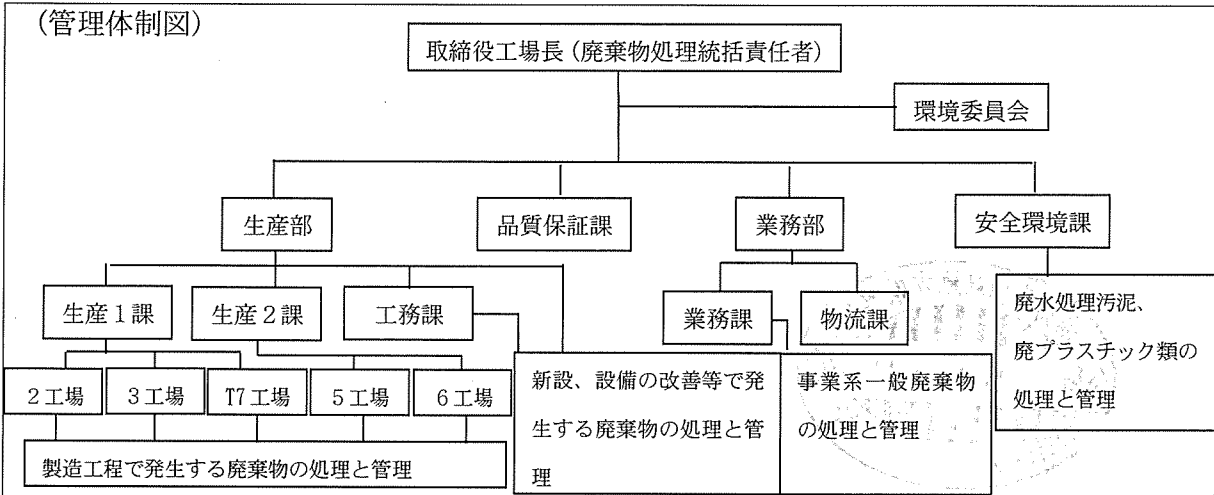 (管理体制図)
取締役工場長（廃棄物処理統括責任者）
環境委員会
生産部
品質保証課
業務部
安全環境課
生産1課
生産2課
工務課
業務課
物流課
廃水処理汚泥、
廃プラスチック類の
処理と管理
2工場
3工場
T7工場
5工場
6工場
新設、設備の改善等で発
生する廃棄物の処理と管
理
事業系一般廃棄物
の処理と管理
製造工程で発生する廃棄物の処理と管理